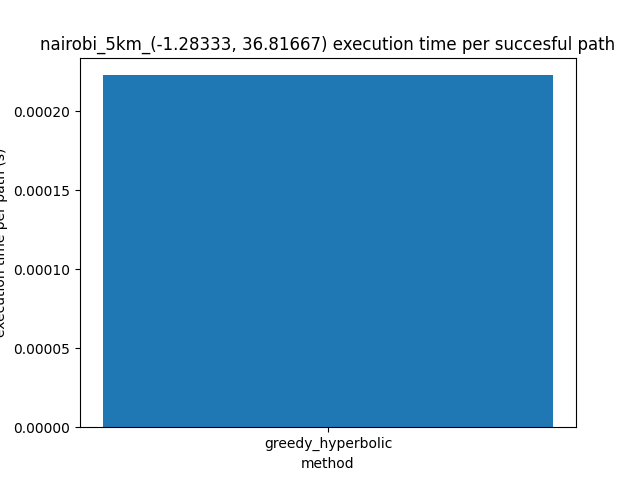 nairobi_5km_(-1.28333, 36.81667) execution time per succesful path
execution time per path (s)
0.00020
0.00015
0.00010
0.00005
0.00000
greedy_hyperbolic
method